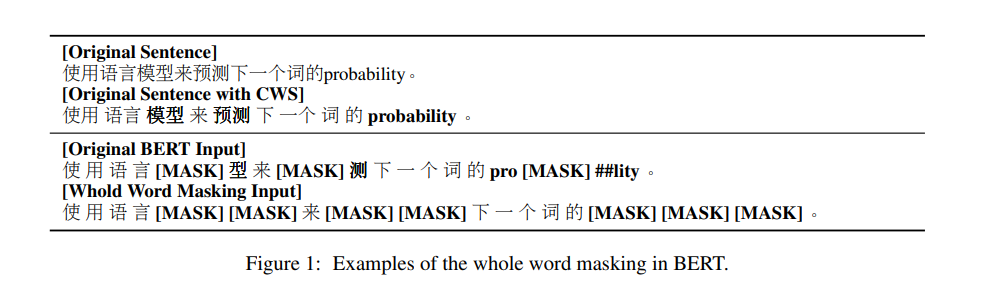 [Original Sentence]
使用语言模型来预测下一个词的probability。
[Original Sentence with CWS]
使用 语言 模型 来 预测 下 一个 词 的 probability 。
[Original BERT Input]
使 用 语 言 [MASK] 型 来 [MASK] 测 下 一 个 词 的 pro [MASK] ##lity 。
[Whold Word Masking Input]
使 用 语 言 [MASK] [MASK] 来 [MASK] [MASK] 下 一 个 词 的 [MASK] [MASK] [MASK] 。
Figure 1: Examples of the whole word masking in BERT.